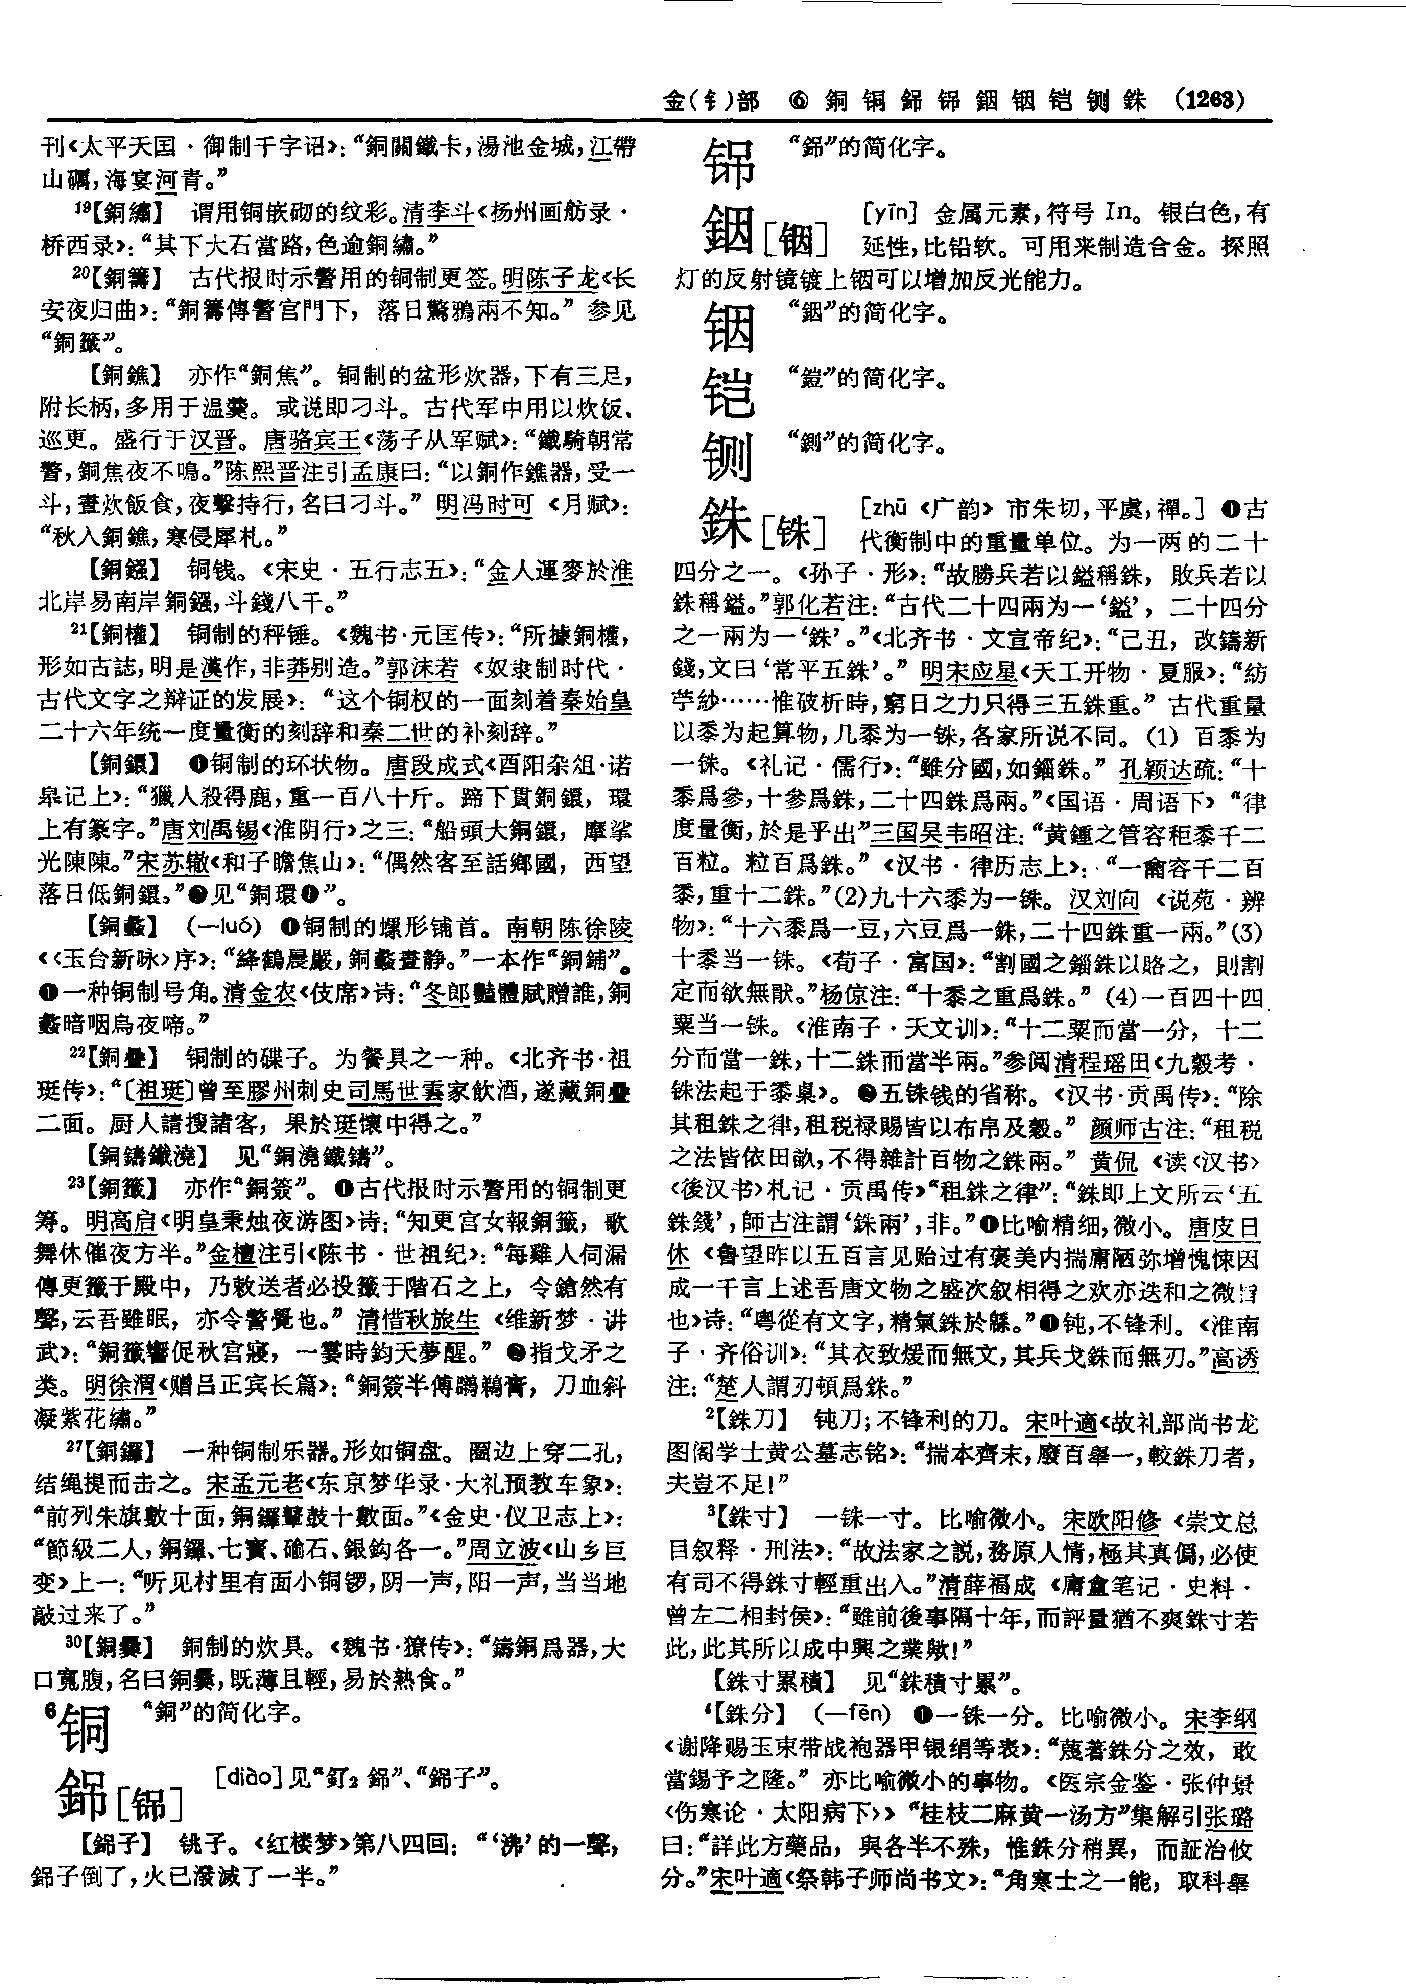 金(钅)部 ⑥ 銅 铜 銱 铞 銦 铟 铠 铡 銖 (1263)
刊《太平天囯·御制千字诏》：“銅關鐵卡，湯池金城，江帶
山礪，海宴河青。”
19【銅繡】 谓用铜嵌砌的纹彩。清李斗《扬州画舫录·
桥西录》：“其下大石當路，色逾銅繡。”
20【銅籌】 古代报时示警用的铜制更签。明陈子龙《长
安夜归曲》：“銅籌傳警宫門下，落日驚鴉兩不知。” 参见
“銅籤”。
【銅鐎】 亦作“銅焦”。铜制的盆形炊器，下有三足，
附长柄，多用于温羹。或说即刁斗。古代军中用以炊饭、
巡更。盛行于汉晋。唐骆宾王《荡子从军赋》：“鐵騎朝常
警，銅焦夜不鳴。”陈熙晋注引孟康曰：“以銅作鐎器，受一
斗，晝炊飯食，夜擊持行，名曰刁斗。” 明冯时可《月赋》：
“秋入銅鐎，寒侵犀札。”
【銅鏹】 铜钱。《宋史·五行志五》：“金人運麥於淮
北岸易南岸銅鏹，斗錢八千。”
21【銅權】 铜制的秤锤。《魏书·元匡传》：“所據銅權，
形如古誌，明是漢作，非莽别造。”郭沫若《奴隶制时代·
古代文字之辩证的发展》：“这个铜权的一面刻着秦始皇
二十六年统一度量衡的刻辞和秦二世的补刻辞。”
【銅鐶】 ❶铜制的环状物。唐段成式《酉阳杂俎·诺
皋记上》：“獵人殺得鹿，重一百八十斤。蹄下貫銅鐶，環
上有篆字。”唐刘禹锡《淮阴行》之三：“船頭大銅鐶，摩挲
光陳陳。”宋苏辙《和子瞻焦山》：“偶然客至話鄉國，西望
落日低銅鐶。”❷见“銅環❶”。
【銅蠡】 (—luó) ❶铜制的螺形铺首。南朝陈徐陵
《〈玉台新咏〉序》：“絳鶴晨嚴，銅蠡晝静。”一本作“銅鋪”。
❶一种铜制号角。清金农《伎席》诗：“冬郎豔體賦贈誰，銅
蠡暗咽烏夜啼。”
22【銅疊】 铜制的碟子。为餐具之一种。《北齐书·祖
珽传》：“〔祖珽〕曾至膠州刺史司馬世雲家飲酒，遂藏銅疊
二面。厨人請搜諸客，果於珽懷中得之。”
【銅鑄鐵澆】 见“銅澆鐵鑄”。
23【銅籤】 亦作“銅簽”。❶古代报时示警用的铜制更
筹。明高启《明皇秉烛夜游图》诗：“知更宫女報銅籤，歌
舞休催夜方半。”金檀注引《陈书·世祖纪》：“每雞人伺漏
傳更籤于殿中，乃敕送者必投籤于階石之上，令鎗然有
聲，云吾雖眠，亦令警覺也。” 清惜秋旅生《维新梦·讲
武》：“銅籤響促秋宫寢，一霎時鈞天夢醒。” ❷指戈矛之
类。明徐渭《赠吕正宾长篇》：“銅簽半傅鸊鵜膏，刀血斜
凝紫花繡。”
27【銅鑼】 一种铜制乐器。形如铜盘。圈边上穿二孔，
结绳提而击之。宋孟元老《东京梦华录·大礼预教车象》：
“前列朱旗數十面，銅鑼鼙鼓十數面。”《金史·仪卫志上》：
“節級二人，銅鑼、七寶、磮石、銀鈎各一。”周立波《山乡巨
变》上一：“听见村里有面小铜锣，阴一声，阳一声，当当地
敲过来了。”
30【銅爨】 銅制的炊具。《魏书·獠传》：“鑄銅爲器，大
口寬腹，名曰銅爨，既薄且輕，易於熟食。”
6 铜 “銅”的简化字。
銱[铞] [diào]见“釕₂ 銱”、“銱子”。
【銱子】 铫子。《红楼梦》第八四回：“‘沸’的一聲，
銱子倒了，火已潑滅了一半。”
铞 “銱”的简化字。
銦[铟] [yīn] 金属元素，符号 In。银白色，有
延性，比铅软。可用来制造合金。探照
灯的反射镜镀上铟可以增加反光能力。
铟 “銦”的简化字。
铠 “鎧”的简化字。
铡 “鍘”的简化字。
銖[铢] [zhū《广韵》市朱切，平虞，禪。] ❶古
代衡制中的重量单位。为一两的二十
四分之一。《孙子·形》：“故勝兵若以鎰稱銖，敗兵若以
銖稱鎰。”郭化若注：“古代二十四兩为一‘鎰’，二十四分
之一兩为一‘銖’。”《北齐书·文宣帝纪》：“己丑，改鑄新
錢，文曰‘常平五銖’。” 明宋应星《天工开物·夏服》：“紡
苧紗……惟破析時，窮日之力只得三五銖重。” 古代重量
以黍为起算物，几黍为一铢，各家所说不同。(1) 百黍为
一铢。《礼记·儒行》：“雖分國，如錙銖。” 孔颖达疏：“十
黍爲參，十參爲銖，二十四銖爲兩。”《国语·周语下》“律
度量衡，於是乎出”三国吴韦昭注：“黄鍾之管容秬黍千二
百粒。粒百爲銖。” 《汉书·律历志上》：“一龠容千二百
黍，重十二銖。”(2)九十六黍为一铢。汉刘向《说苑·辨
物》：“十六黍爲一豆，六豆爲一銖，二十四銖重一兩。”(3)
十黍当一铢。《荀子·富国》：“割國之錙銖以賂之，則割
定而欲無猒。”杨倞注：“十黍之重爲銖。” (4)一百四十四
粟当一铢。《淮南子·天文训》：“十二粟而當一分，十二
分而當一銖，十二銖而當半兩。”参阅清程瑶田《九穀考·
铢法起于黍臬》。❷五铢钱的省称。《汉书·贡禹传》：“除
其租銖之律，租税禄賜皆以布帛及穀。” 颜师古注：“租税
之法皆依田畝，不得雜計百物之銖兩。” 黄侃《读〈汉书〉
〈後汉书〉札记·贡禹传》“租銖之律”：“銖即上文所云‘五
銖錢’，師古注謂‘銖兩’，非。”❶比喻精细，微小。唐皮日
休《鲁望昨以五百言见贻过有褒美内揣庸陋弥增愧悚因
成一千言上述吾唐文物之盛次叙相得之欢亦迭和之微旨
也》诗：“粤從有文字，精氣銖於緜。”❶钝，不锋利。《淮南
子·齐俗训》：“其衣致煖而無文，其兵戈銖而無刃。”高诱
注：“楚人謂刃頓爲銖。”
2【銖刀】 钝刀；不锋利的刀。宋叶適《故礼部尚书龙
图阁学士黄公墓志铭》：“揣本齊末，廢百舉一，較銖刀者，
夫豈不足！”
3【銖寸】 一铢一寸。比喻微小。宋欧阳修《崇文总
目叙释·刑法》：“故法家之説，務原人情，極其真僞，必使
有司不得銖寸輕重出入。”清薛福成《庸盦笔记·史料·
曾左二相封侯》：“雖前後事隔十年，而評量猶不爽銖寸若
此，此其所以成中興之業歟！”
【銖寸累積】 见“銖積寸累”。
4【銖分】 (—fēn) ❶一铢一分。比喻微小。宋李纲
《谢降赐玉束带战袍器甲银绢等表》：“蔑著銖分之效，敢
當錫予之隆。” 亦比喻微小的事物。《医宗金鉴·张仲景
〈伤寒论·太阳病下〉》“桂枝二麻黄一汤方”集解引张璐
曰：“詳此方藥品，與各半不殊，惟銖分稍異，而証治攸
分。”宋叶適《祭韩子师尚书文》：“角寒士之一能，取科舉